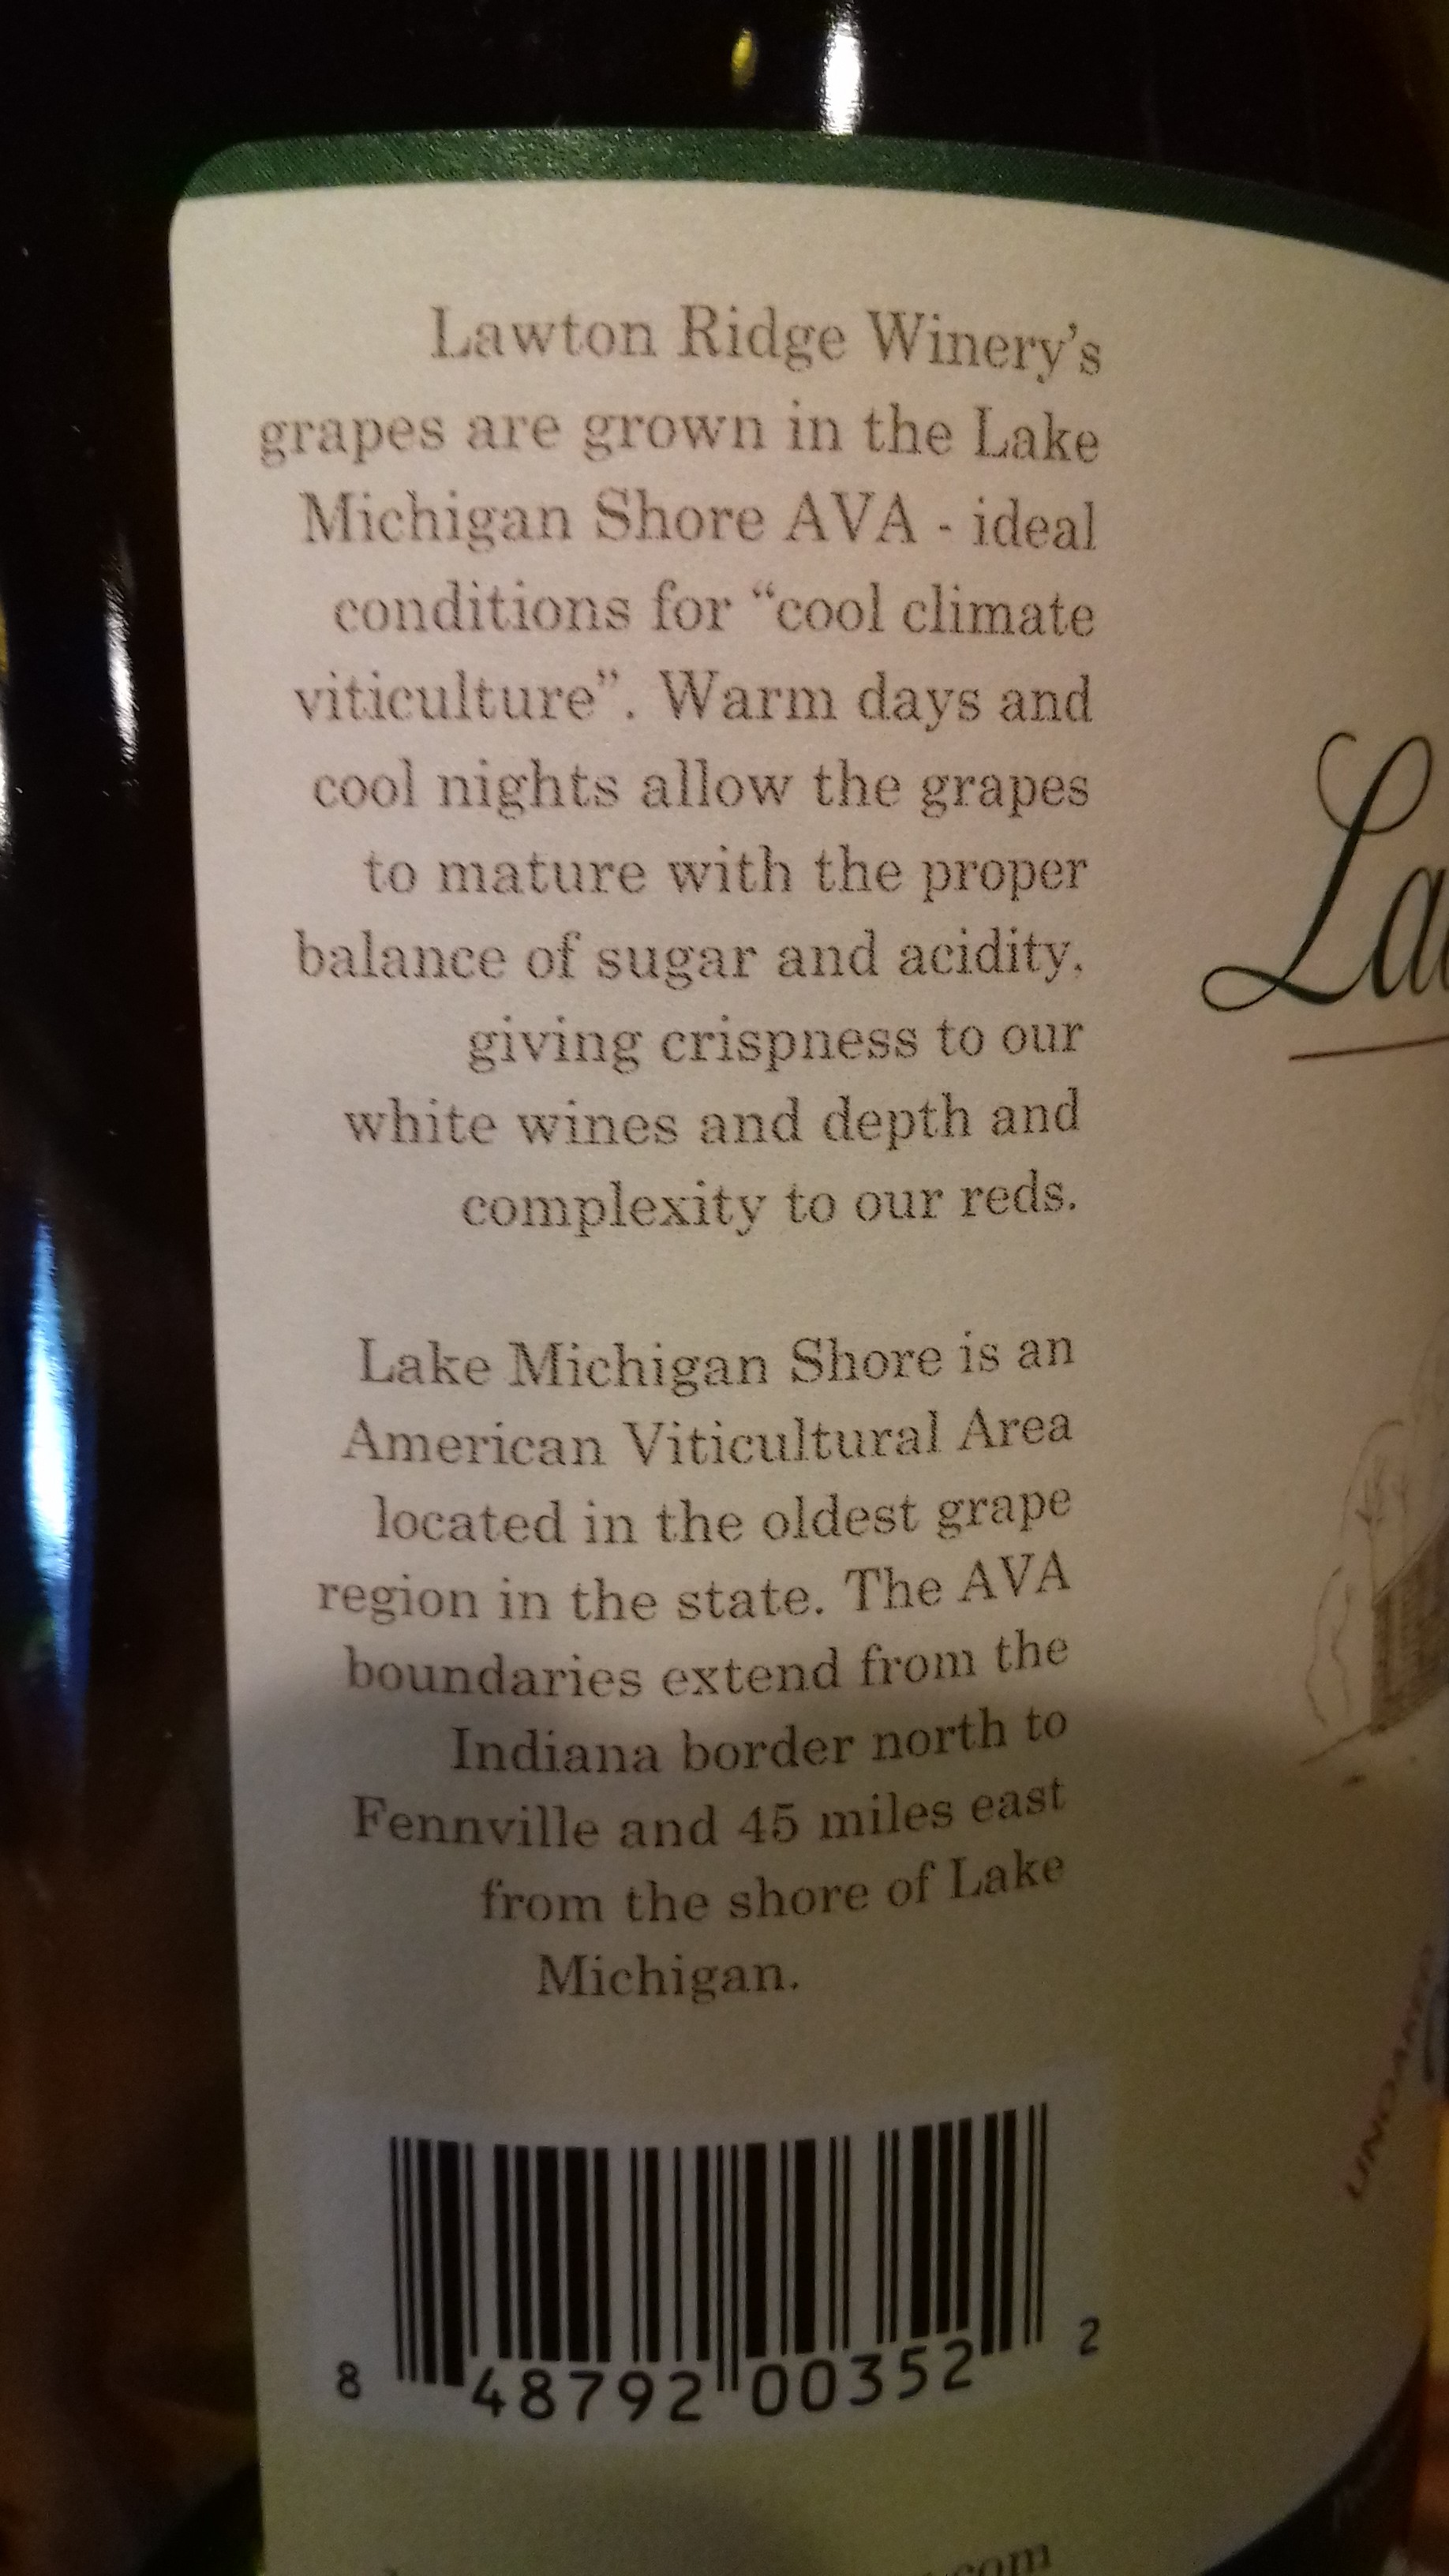 Lawton Ridge Winery's
grapes are grown in the Lake
Michigan Shore AVA - ideal
conditions for “cool climate
viticulture”. Warm days and
cool nights allow the grapes
to mature with the proper
balance of sugar and acidity,
giving crispness to our
white wines and depth and
complexity to our reds.
Lake Michigan Shore is an
American Viticultural Area
located in the oldest grape
region in the state. The AVA
boundaries extend from the
Indiana border north to
Fennville and 45 miles east
from the shore of Lake
Michigan.
8 48792 00352 2
La
UNOAKED